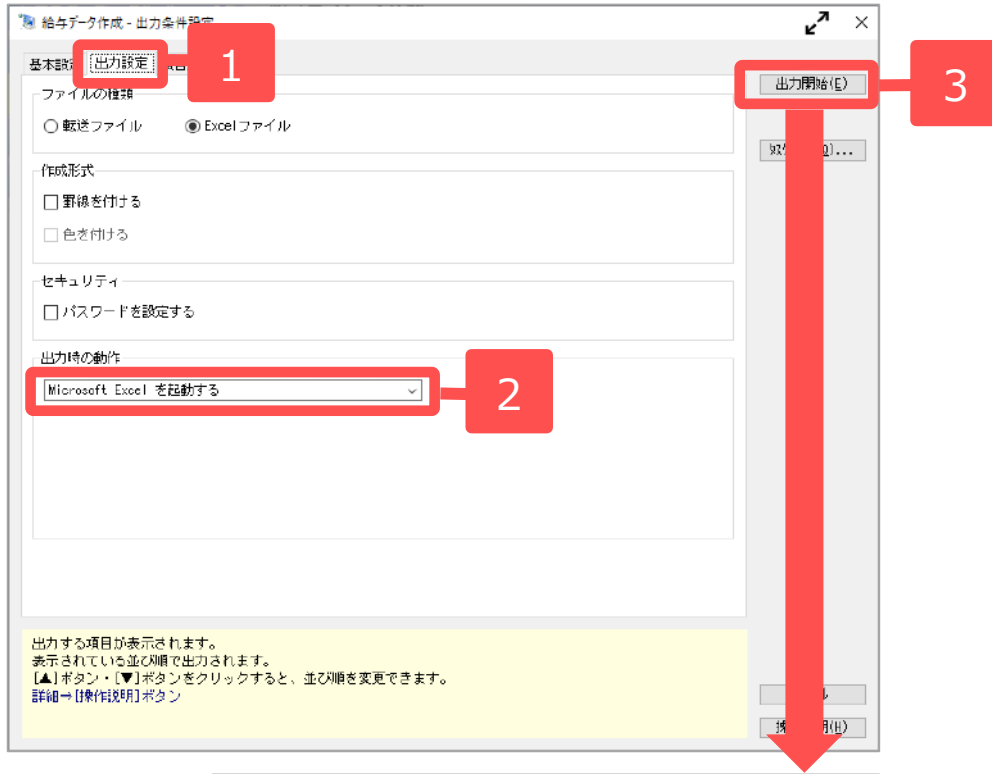 給与データ作成 - 出力条件設定
基本設 出力設定
1
出力開始(E)
3
ファイルの種類
転送ファイル Excelファイル
作成形式
罫線を付ける
色を付ける
セキュリティ
パスワードを設定する
出力時の動作
Microsoft Excel を起動する
2
出力する項目が表示されます。
表示されている並び順で出力されます。
[▲]ボタン・[▼]ボタンをクリックすると、並び順を変更できます。
詳細→[操作説明]ボタン
(H)